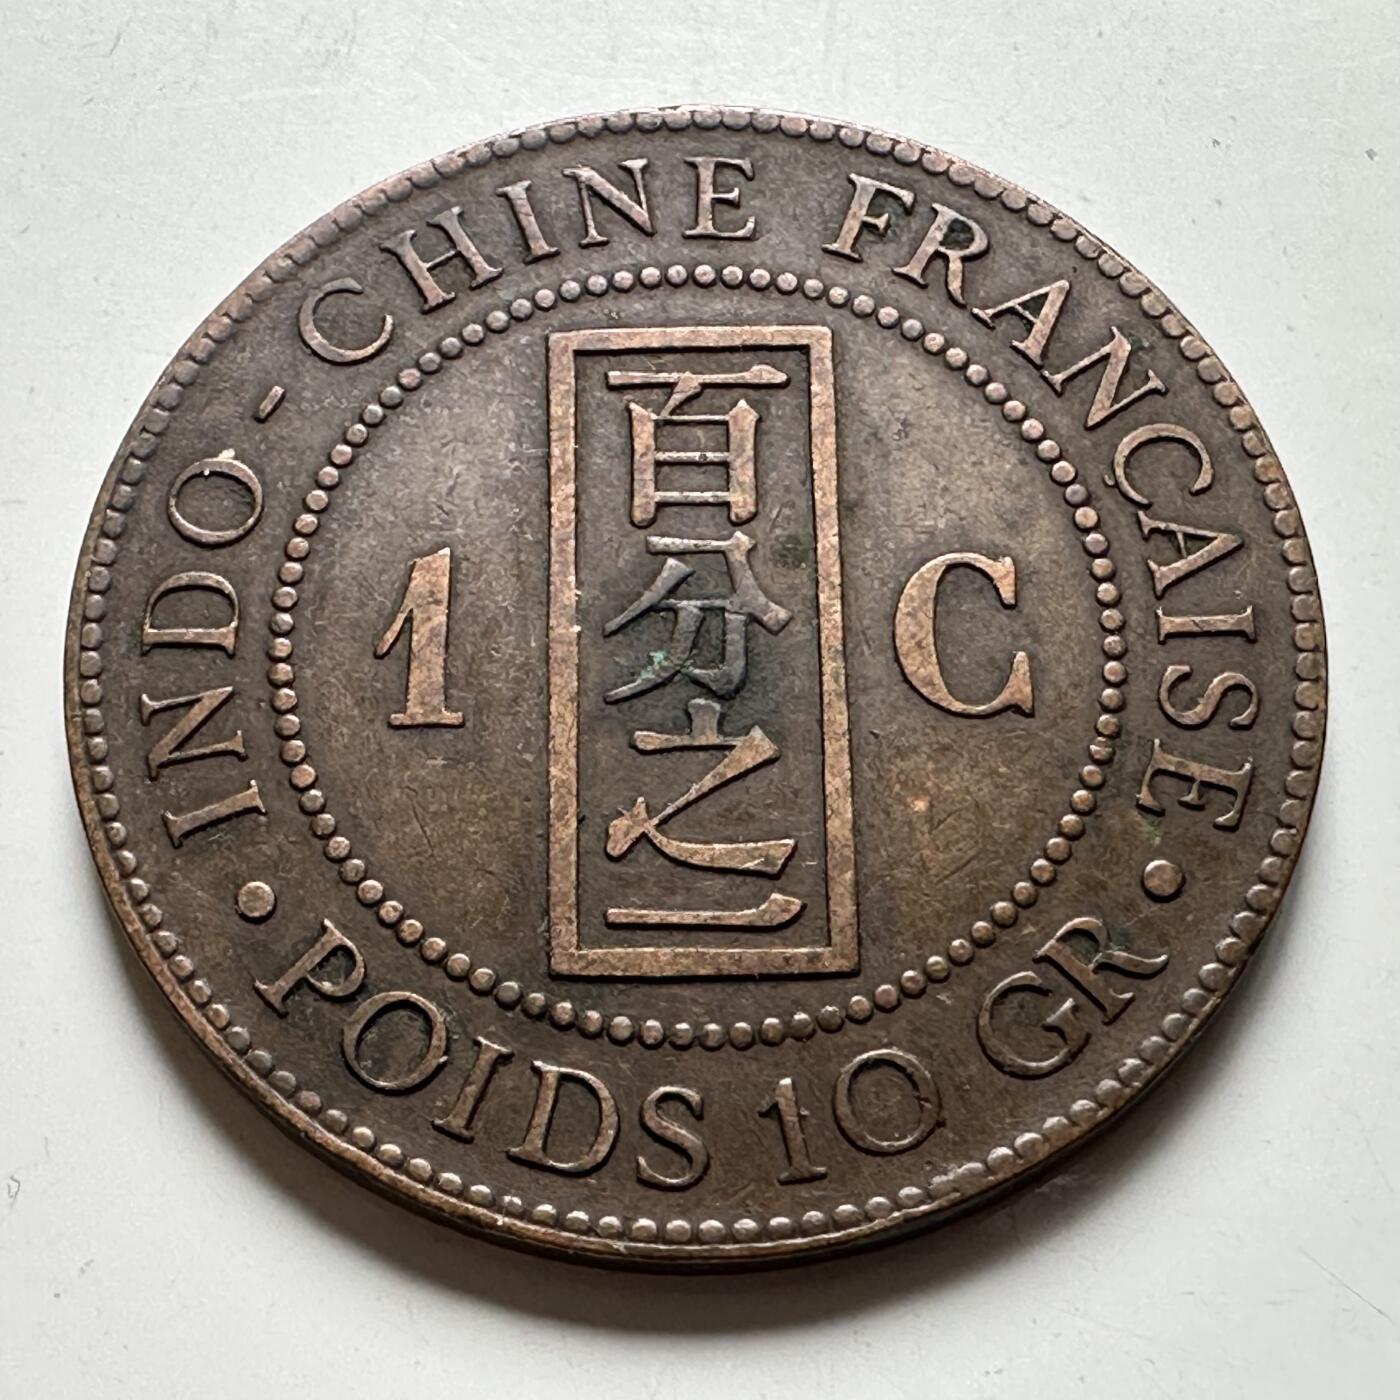 INDO-CHINE FRANÇAISE
1
百分之一
C
• POIDS 10 GR •